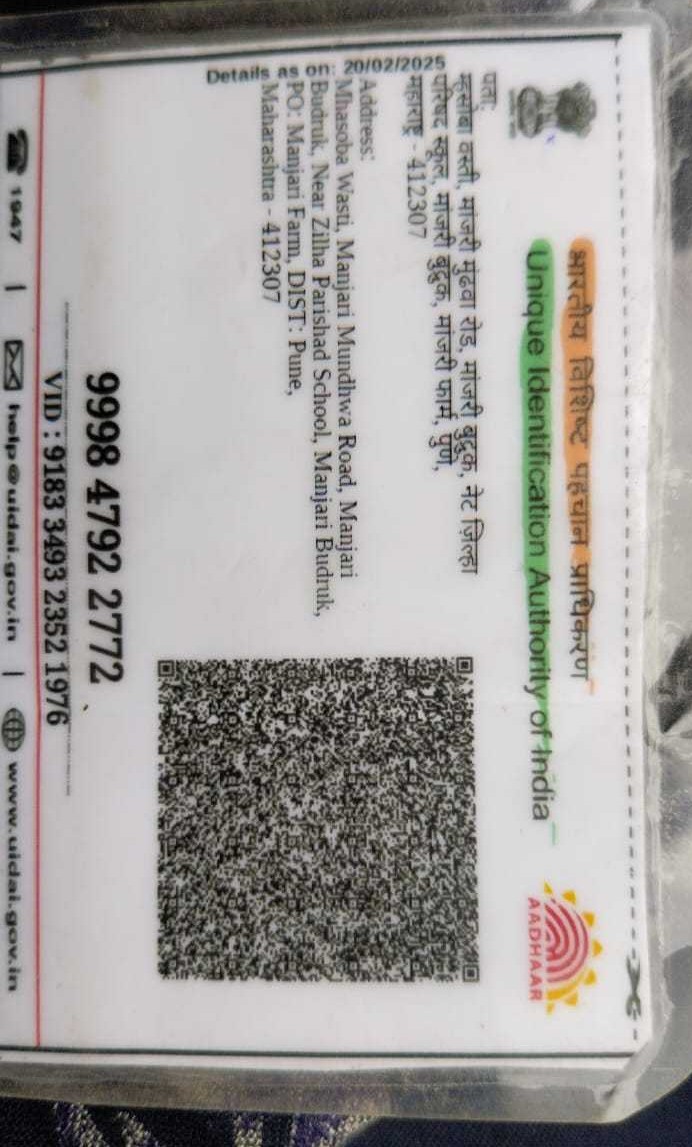 भारतीय विशिष्ट पहचान प्राधिकरण
Unique Identification Authority of India
AADHAAR
Details as on: 20/02/2025
पता:
म्हसोबा वस्ती, मांजरी मुंढवा रोड, मांजरी बुद्रुक, नेट ज़िल्हा
परिषद स्कूल, मांजरी बुद्रुक, मांजरी फार्म, पुणे,
महाराष्ट्र - 412307
Address:
Mhasoba Wasti, Manjari Mundhwa Road, Manjari
Budruk, Near Zilha Parishad School, Manjari Budruk,
PO: Manjari Farm, DIST: Pune,
Maharashtra - 412307
9998 4792 2772
VID : 9183 3493 2352 1976
1947 | help@uidai.gov.in | www.uidai.gov.in